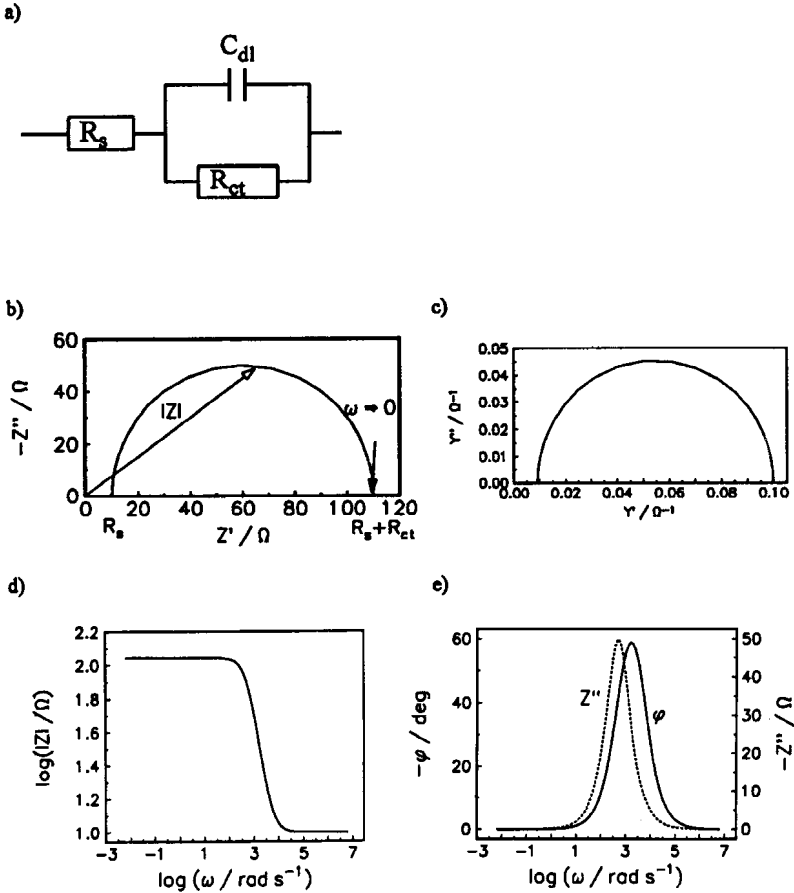 a)
C_dl
R_s
R_ct
b)
60
40
20
0
-Z" / Ω
|Z|
ω → 0
0 20 40 60 80 100 120
R_s Z' / Ω R_s+R_ct
c)
0.05
0.04
0.03
0.02
0.01
0.00
Y" / Ω⁻¹
0.00 0.02 0.04 0.06 0.08 0.10
Y' / Ω⁻¹
d)
2.2
2.0
1.8
1.6
1.4
1.2
1.0
log(|Z| /Ω)
-3 -1 1 3 5 7
log (ω / rad s⁻¹)
e)
60
40
20
0
-φ / deg
Z"
φ
50
40
30
20
10
0
-Z" / Ω
-3 -1 1 3 5 7
log (ω / rad s⁻¹)